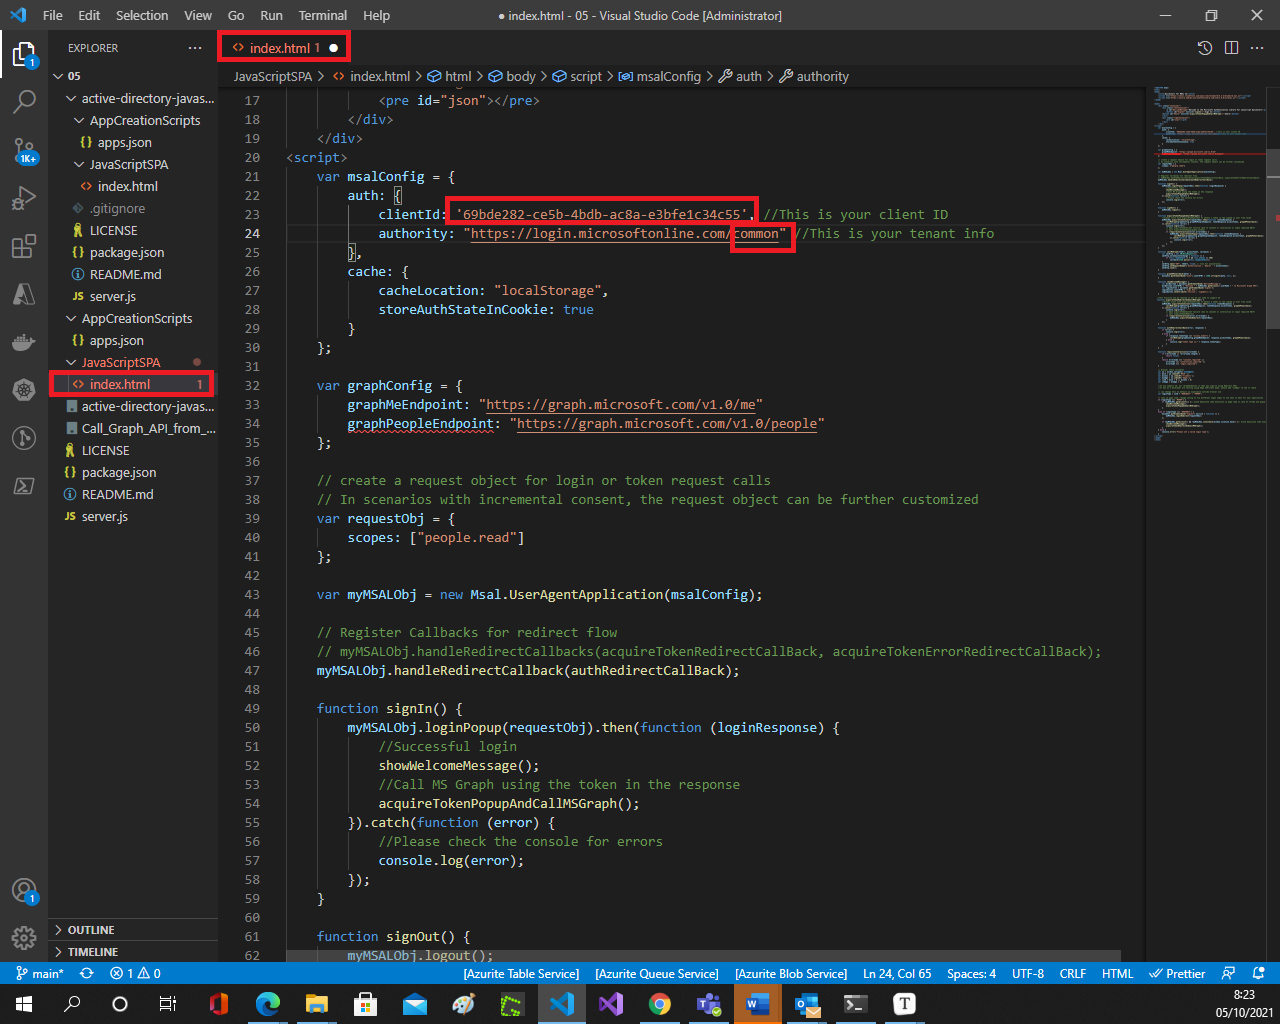 File Edit Selection View Go Run Terminal Help
● index.html - 05 - Visual Studio Code [Administrator]
EXPLORER
index.html 1
JavaScriptSPA > index.html > html > body > script > msalConfig > auth > authority
1
1K+
05
active-directory-javas...
AppCreationScripts
apps.json
JavaScriptSPA
index.html
.gitignore
LICENSE
package.json
README.md
server.js
AppCreationScripts
apps.json
JavaScriptSPA
index.html 1
active-directory-javas...
Call_Graph_API_from_...
LICENSE
package.json
README.md
server.js
1
OUTLINE
TIMELINE
17 <pre id="json"></pre>
18 </div>
19 </div>
20 <script>
21 var msalConfig = {
22 auth: {
23 clientId: '69bde282-ce5b-4bdb-ac8a-e3bfe1c34c55', //This is your client ID
24 authority: "https://login.microsoftonline.com/common" //This is your tenant info
25 },
26 cache: {
27 cacheLocation: "localStorage",
28 storeAuthStateInCookie: true
29 }
30 };
31
32 var graphConfig = {
33 graphMeEndpoint: "https://graph.microsoft.com/v1.0/me"
34 graphPeopleEndpoint: "https://graph.microsoft.com/v1.0/people"
35 };
36
37 // create a request object for login or token request calls
38 // In scenarios with incremental consent, the request object can be further customized
39 var requestObj = {
40 scopes: ["people.read"]
41 };
42
43 var myMSALObj = new Msal.UserAgentApplication(msalConfig);
44
45 // Register Callbacks for redirect flow
46 // myMSALObj.handleRedirectCallbacks(acquireTokenRedirectCallBack, acquireTokenErrorRedirectCallBack);
47 myMSALObj.handleRedirectCallback(authRedirectCallBack);
48
49 function signIn() {
50 myMSALObj.loginPopup(requestObj).then(function (loginResponse) {
51 //Successful login
52 showWelcomeMessage();
53 //Call MS Graph using the token in the response
54 acquireTokenPopupAndCallMSGraph();
55 }).catch(function (error) {
56 //Please check the console for errors
57 console.log(error);
58 });
59 }
60
61 function signOut() {
62 myMSALObj.logout();
main* 1 0 [Azurite Table Service] [Azurite Queue Service] [Azurite Blob Service] Ln 24, Col 65 Spaces: 4 UTF-8 CRLF HTML Prettier
8:23
05/10/2021